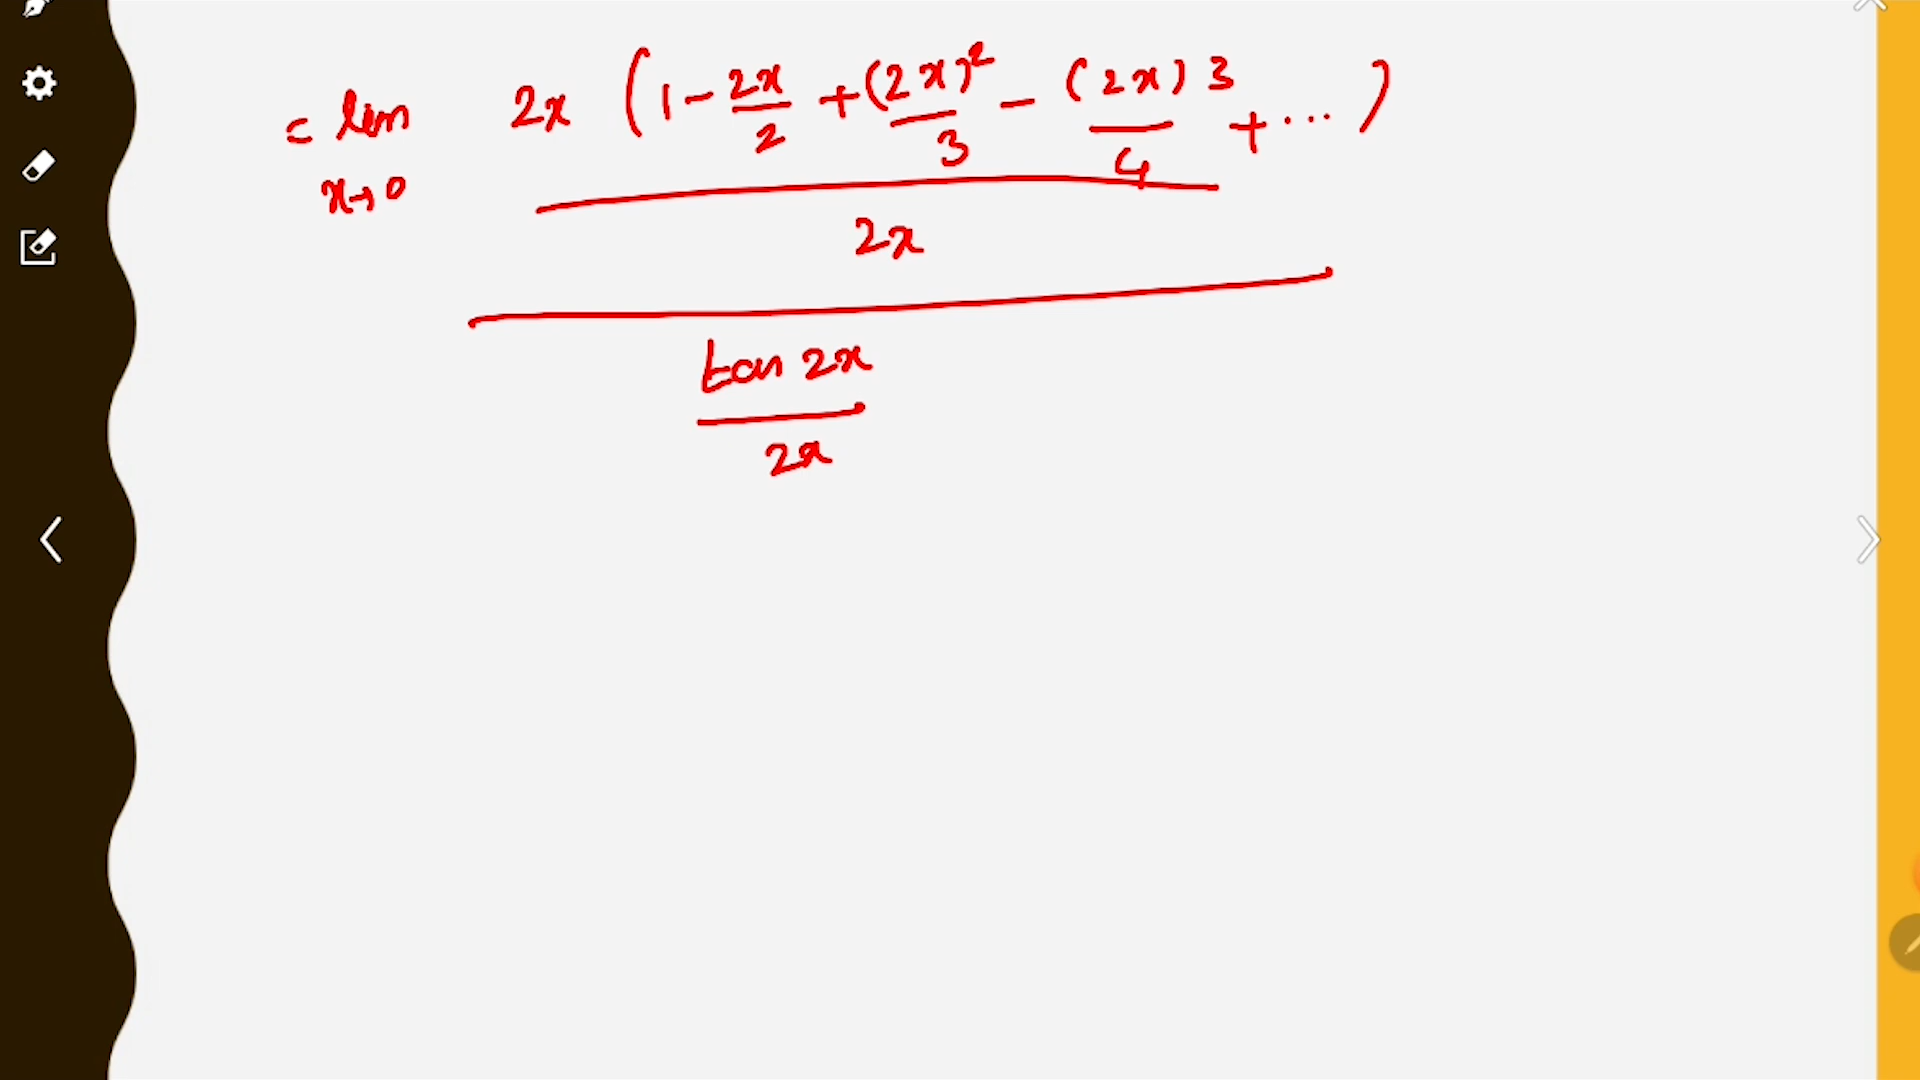 = lim 2x (1 - 2x/2 + (2x)²/3 - (2x)3/4 + ...)
x→0
2x
tan 2x
2x